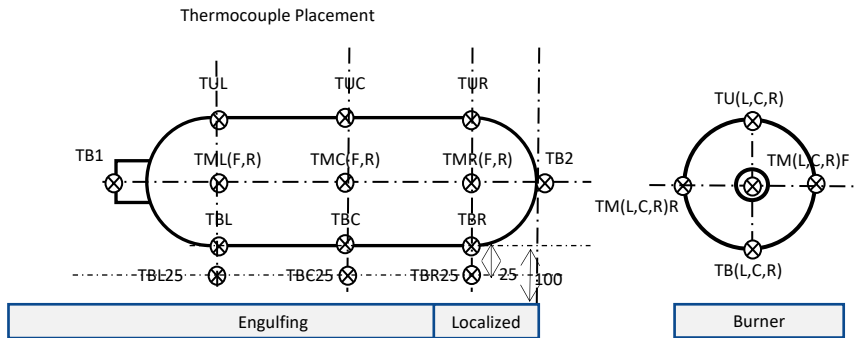 Thermocouple Placement
TUL
TUC
TUR
TU(L,C,R)
TB1
TML(F,R)
TMC(F,R)
TMR(F,R)
TB2
TM(L,C,R)F
TM(L,C,R)R
TBL
TBC
TBR
TB(L,C,R)
TBL25
TBC25
TBR25
25
100
Engulfing
Localized
Burner